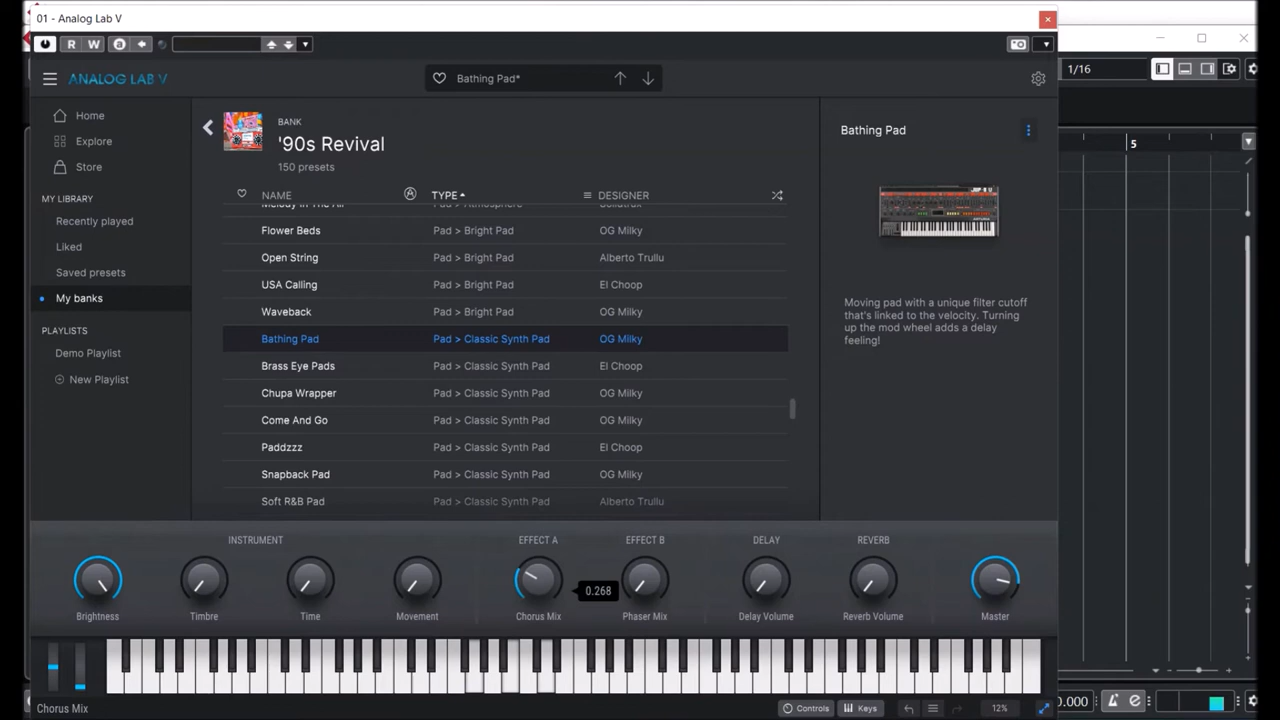 01 - Analog Lab V
R W
1/16
ANALOG LAB V
Bathing Pad*
Home
Explore
Store
MY LIBRARY
Recently played
Liked
Saved presets
My banks
PLAYLISTS
Demo Playlist
New Playlist
BANK
'90s Revival
150 presets
NAME TYPE DESIGNER
Melody In The Air Pad > Atmosphere
Flower Beds Pad > Bright Pad OG Milky
Open String Pad > Bright Pad Alberto Trullu
USA Calling Pad > Bright Pad El Choop
Waveback Pad > Bright Pad OG Milky
Bathing Pad Pad > Classic Synth Pad OG Milky
Brass Eye Pads Pad > Classic Synth Pad El Choop
Chupa Wrapper Pad > Classic Synth Pad OG Milky
Come And Go Pad > Classic Synth Pad OG Milky
Paddzzz Pad > Classic Synth Pad El Choop
Snapback Pad Pad > Classic Synth Pad OG Milky
Soft R&B Pad Pad > Classic Synth Pad Alberto Trullu
Bathing Pad
Moving pad with a unique filter cutoff
that's linked to the velocity. Turning
up the mod wheel adds a delay
feeling!
5
INSTRUMENT EFFECT A EFFECT B DELAY REVERB
0.268
Brightness Timbre Time Movement Chorus Mix Phaser Mix Delay Volume Reverb Volume Master
Chorus Mix
Controls Keys 12%
0.000